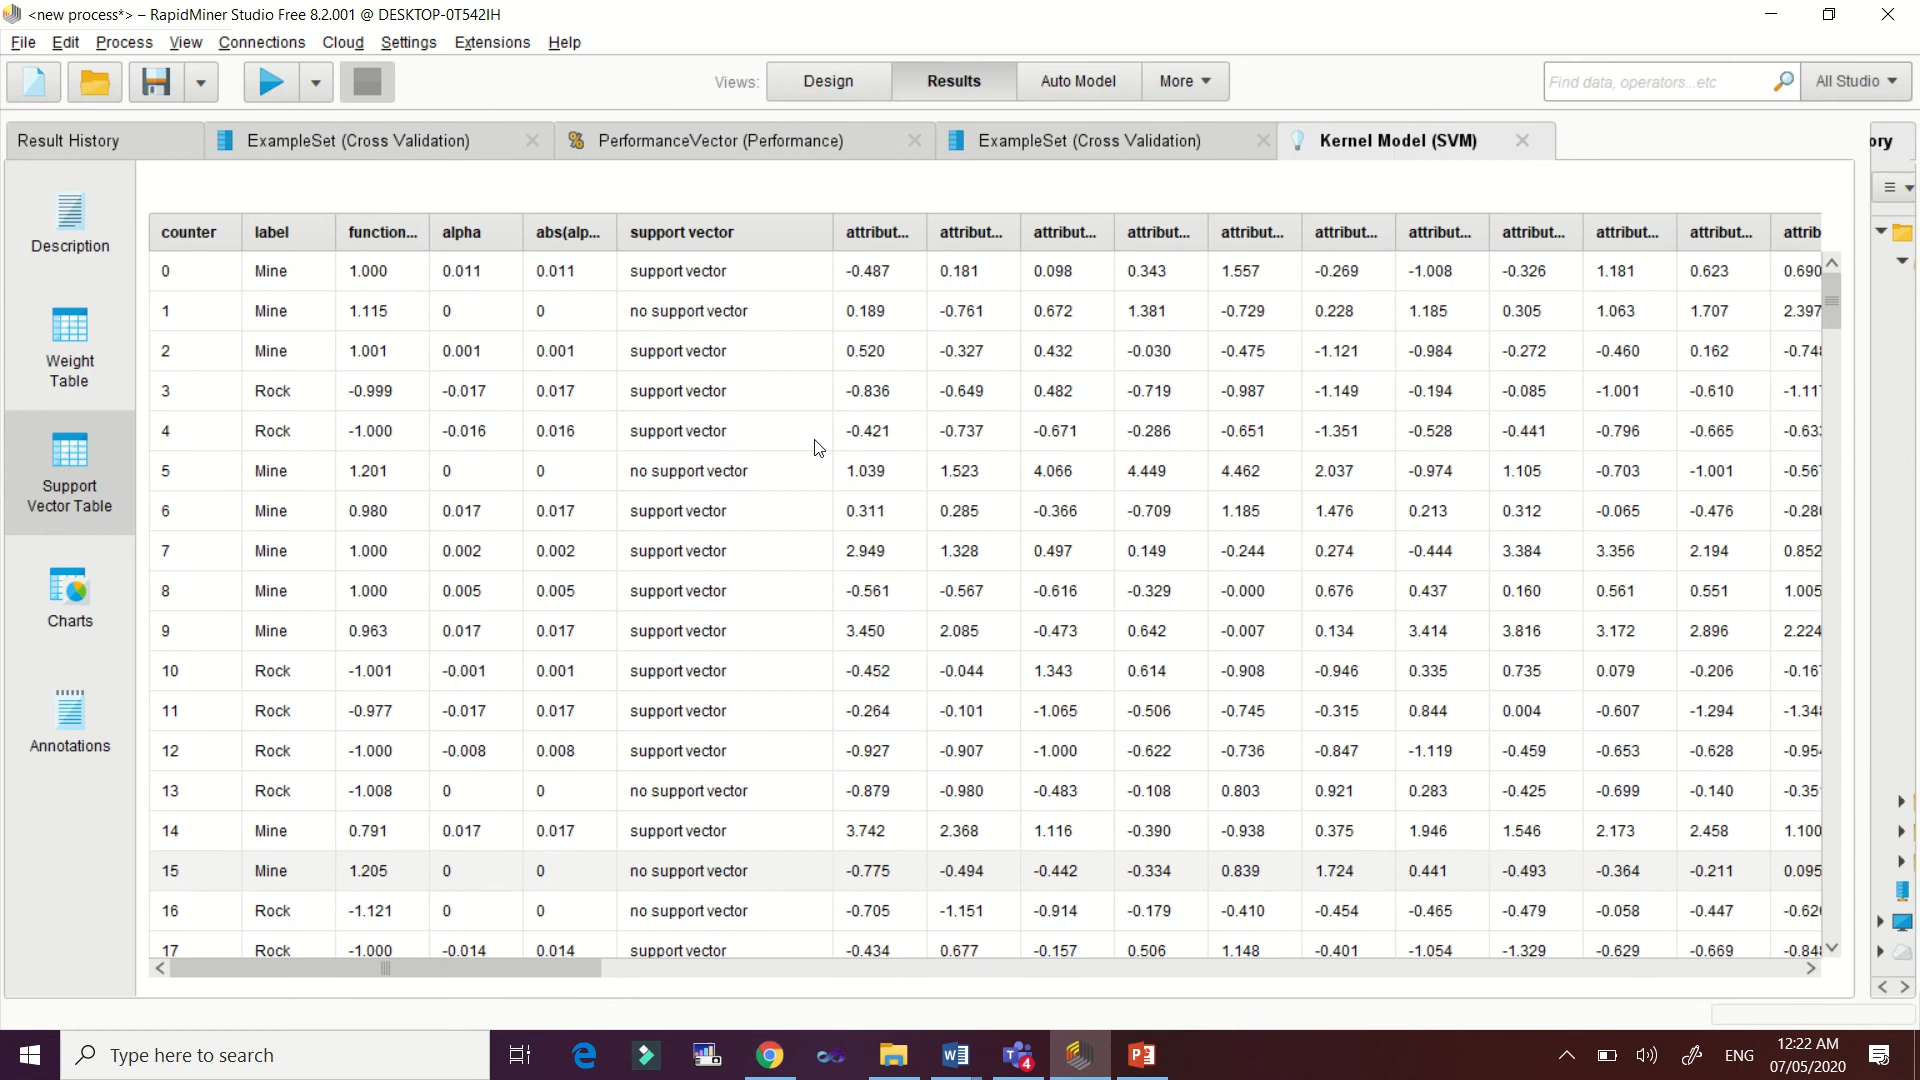 <new process*> – RapidMiner Studio Free 8.2.001 @ DESKTOP-0T542IH
File Edit Process View Connections Cloud Settings Extensions Help
Views: Design Results Auto Model More Find data, operators...etc All Studio
Result History ExampleSet (Cross Validation) PerformanceVector (Performance) ExampleSet (Cross Validation) Kernel Model (SVM) ory
Description
Weight
Table
Support
Vector Table
Charts
Annotations
counter label function... alpha abs(alp... support vector attribut... attribut... attribut... attribut... attribut... attribut... attribut... attribut... attribut... attribut... attrib
0 Mine 1.000 0.011 0.011 support vector -0.487 0.181 0.098 0.343 1.557 -0.269 -1.008 -0.326 1.181 0.623 0.690
1 Mine 1.115 0 0 no support vector 0.189 -0.761 0.672 1.381 -0.729 0.228 1.185 0.305 1.063 1.707 2.397
2 Mine 1.001 0.001 0.001 support vector 0.520 -0.327 0.432 -0.030 -0.475 -1.121 -0.984 -0.272 -0.460 0.162
3 Rock -0.999 -0.017 0.017 support vector -0.836 -0.649 0.482 -0.719 -0.987 -1.149 -0.194 -0.085 -1.001 -0.610
4 Rock -1.000 -0.016 0.016 support vector -0.421 -0.737 -0.671 -0.286 -0.651 -1.351 -0.528 -0.441 -0.796 -0.665
5 Mine 1.201 0 0 no support vector 1.039 1.523 4.066 4.449 4.462 2.037 -0.974 1.105 -0.703 -1.001
6 Mine 0.980 0.017 0.017 support vector 0.311 0.285 -0.366 -0.709 1.185 1.476 0.213 0.312 -0.065 -0.476
7 Mine 1.000 0.002 0.002 support vector 2.949 1.328 0.497 0.149 -0.244 0.274 -0.444 3.384 3.356 2.194 0.852
8 Mine 1.000 0.005 0.005 support vector -0.561 -0.567 -0.616 -0.329 -0.000 0.676 0.437 0.160 0.561 0.551 1.005
9 Mine 0.963 0.017 0.017 support vector 3.450 2.085 -0.473 0.642 -0.007 0.134 3.414 3.816 3.172 2.896 2.224
10 Rock -1.001 -0.001 0.001 support vector -0.452 -0.044 1.343 0.614 -0.908 -0.946 0.335 0.735 0.079 -0.206
11 Rock -0.977 -0.017 0.017 support vector -0.264 -0.101 -1.065 -0.506 -0.745 -0.315 0.844 0.004 -0.607 -1.294
12 Rock -1.000 -0.008 0.008 support vector -0.927 -0.907 -1.000 -0.622 -0.736 -0.847 -1.119 -0.459 -0.653 -0.628
13 Rock -1.008 0 0 no support vector -0.879 -0.980 -0.483 -0.108 0.803 0.921 0.283 -0.425 -0.699 -0.140
14 Mine 0.791 0.017 0.017 support vector 3.742 2.368 1.116 -0.390 -0.938 0.375 1.946 1.546 2.173 2.458 1.100
15 Mine 1.205 0 0 no support vector -0.775 -0.494 -0.442 -0.334 0.839 1.724 0.441 -0.493 -0.364 -0.211 0.095
16 Rock -1.121 0 0 no support vector -0.705 -1.151 -0.914 -0.179 -0.410 -0.454 -0.465 -0.479 -0.058 -0.447
17 Rock -1.000 -0.014 0.014 support vector -0.434 0.677 -0.157 0.506 1.148 -0.401 -1.054 -1.329 -0.629 -0.669
Type here to search
4
ENG
12:22 AM
07/05/2020